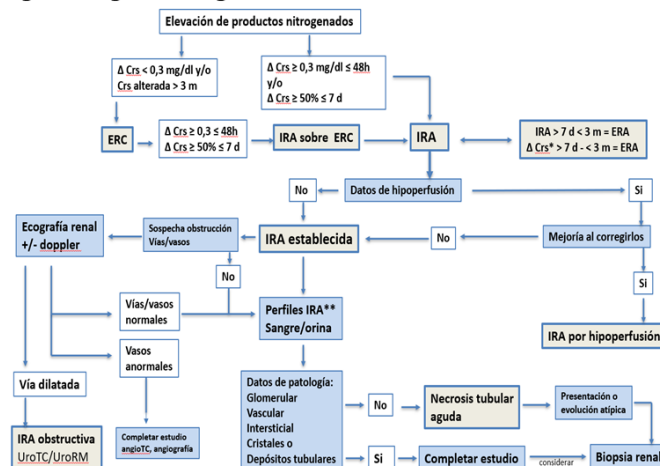 Elevación de productos nitrogenados
Δ Crs < 0,3 mg/dl y/o
Crs alterada > 3 m
Δ Crs ≥ 0,3 mg/dl ≤ 48h
y/o
Δ Crs ≥ 50% ≤ 7 d
ERC
Δ Crs ≥ 0,3 ≤ 48h
Δ Crs ≥ 50% ≤ 7 d
IRA sobre ERC
IRA
IRA > 7 d < 3 m = ERA
Δ Crs* > 7 d - < 3 m = ERA
No
Datos de hipoperfusión
Si
Ecografía renal
+/- doppler
Sospecha obstrucción
Vías/vasos
IRA establecida
No
Mejoría al corregirlos
No
Si
Vías/vasos
normales
Perfiles IRA**
Sangre/orina
IRA por hipoperfusión
Vasos
anormales
Vía dilatada
Datos de patología:
Glomerular
Vascular
Intersticial
Cristales o
Depósitos tubulares
No
Necrosis tubular
aguda
Presentación o
evolución atípica
IRA obstructiva
UroTC/UroRM
Completar estudio
angioTC, angiografía
Si
Completar estudio
considerar
Biopsia renal